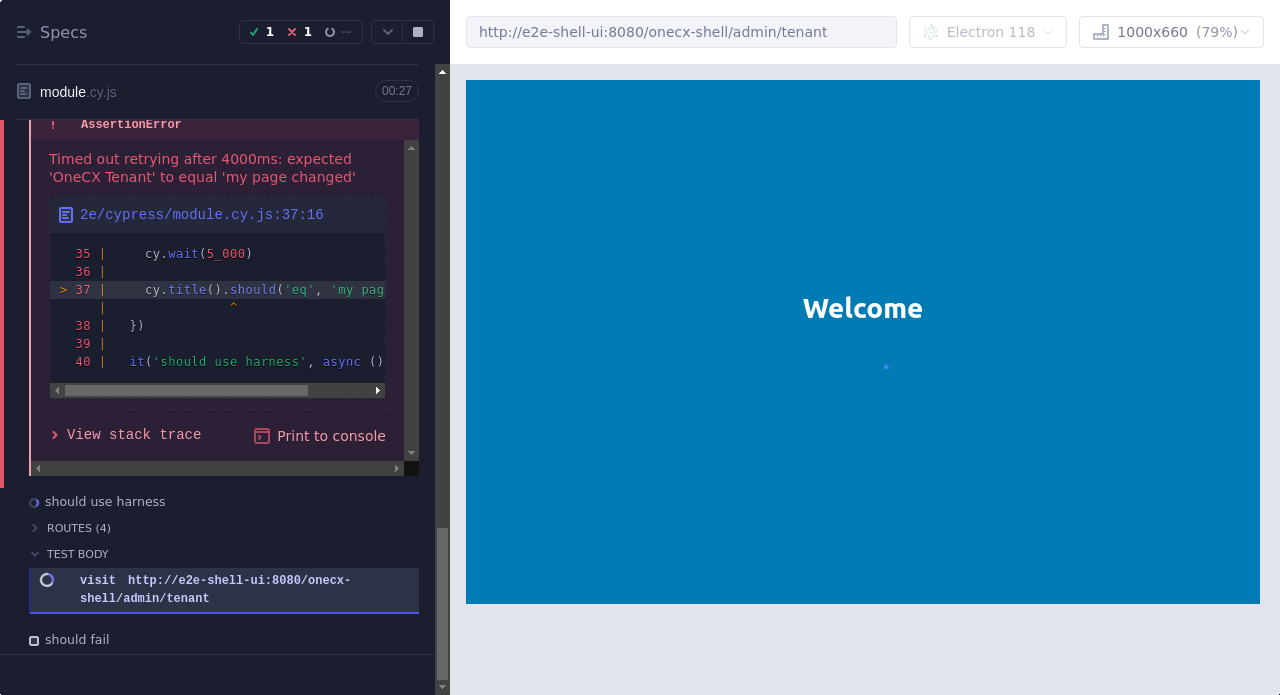 Specs
1
1
--
http://e2e-shell-ui:8080/onecx-shell/admin/tenant
Electron 118
1000x660 (79%)
module.cy.js
00:27
! AssertionError
Timed out retrying after 4000ms: expected
'OneCX Tenant' to equal 'my page changed'
2e/cypress/module.cy.js:37:16
35 | cy.wait(5_000)
36 |
> 37 | cy.title().should('eq', 'my pag
| ^
38 | })
39 |
40 | it('should use harness', async ()
View stack trace
Print to console
should use harness
ROUTES (4)
TEST BODY
visit http://e2e-shell-ui:8080/onecx-
shell/admin/tenant
should fail
Welcome